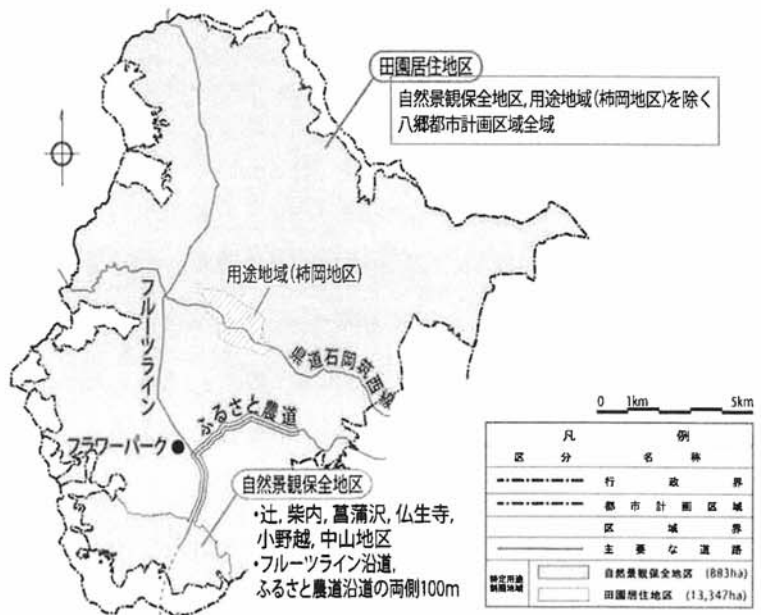 田園居住地区
自然景観保全地区,用途地域(柿岡地区)を除く
八郷都市計画区域全域
用途地域(柿岡地区)
フルーツライン
県道石岡筑西線
ふるさと農道
フラワーパーク
自然景観保全地区
・辻, 柴内, 菖蒲沢, 仏生寺,
小野越, 中山地区
・フルーツライン沿道,
ふるさと農道沿道の両側100m
0 1km 5km
凡 例
区 分 名 称
行 政 界
都 市 計 画 区 域
区 域 界
主 要 な 道 路
特定用途
制限地域
自然景観保全地区 (883ha)
田園居住地区 (13,347ha)